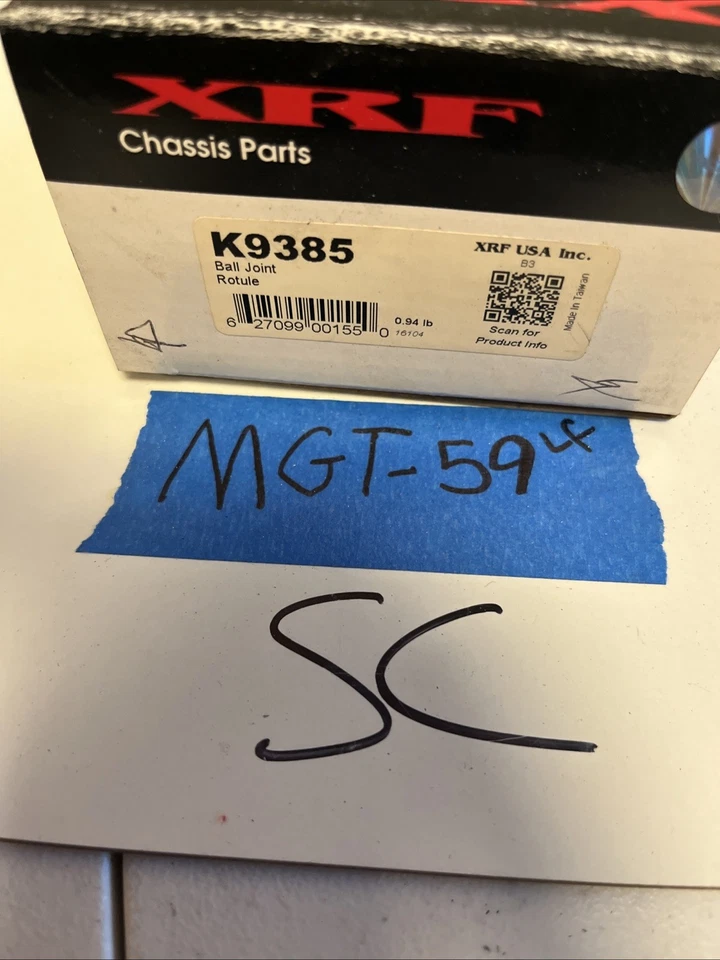 XRF
Chassis Parts
K9385
Ball Joint
Rotule
6 27099 00155 0
0.94 lb
16104
XRF USA Inc.
B3
Made In Taiwan
Scan for
Product Info
MGT-59 LF
SC